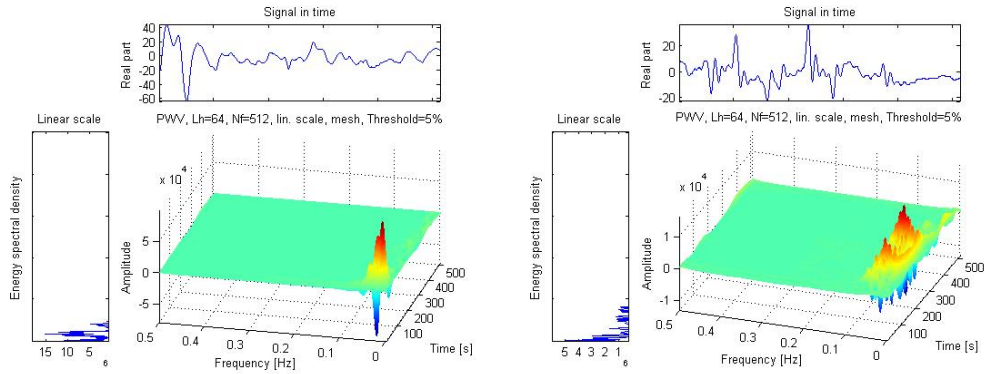 Signal in time
Real part
40
20
0
-20
-40
-60
Linear scale
PWV, Lh=64, Nf=512, lin. scale, mesh, Threshold=5%
Energy spectral density
15 10 5
6
x 10^4
Amplitude
5
0
-5
0.5 0.4 0.3 0.2 0.1 0
Frequency [Hz]
100 200 300 400 500
Time [s]
Signal in time
Real part
20
0
-20
Linear scale
PWV, Lh=64, Nf=512, lin. scale, mesh, Threshold=5%
Energy spectral density
5 4 3 2 1
6
x 10^4
Amplitude
1
0
-1
0.5 0.4 0.3 0.2 0.1 0
Frequency [Hz]
100 200 300 400 500
Time [s]